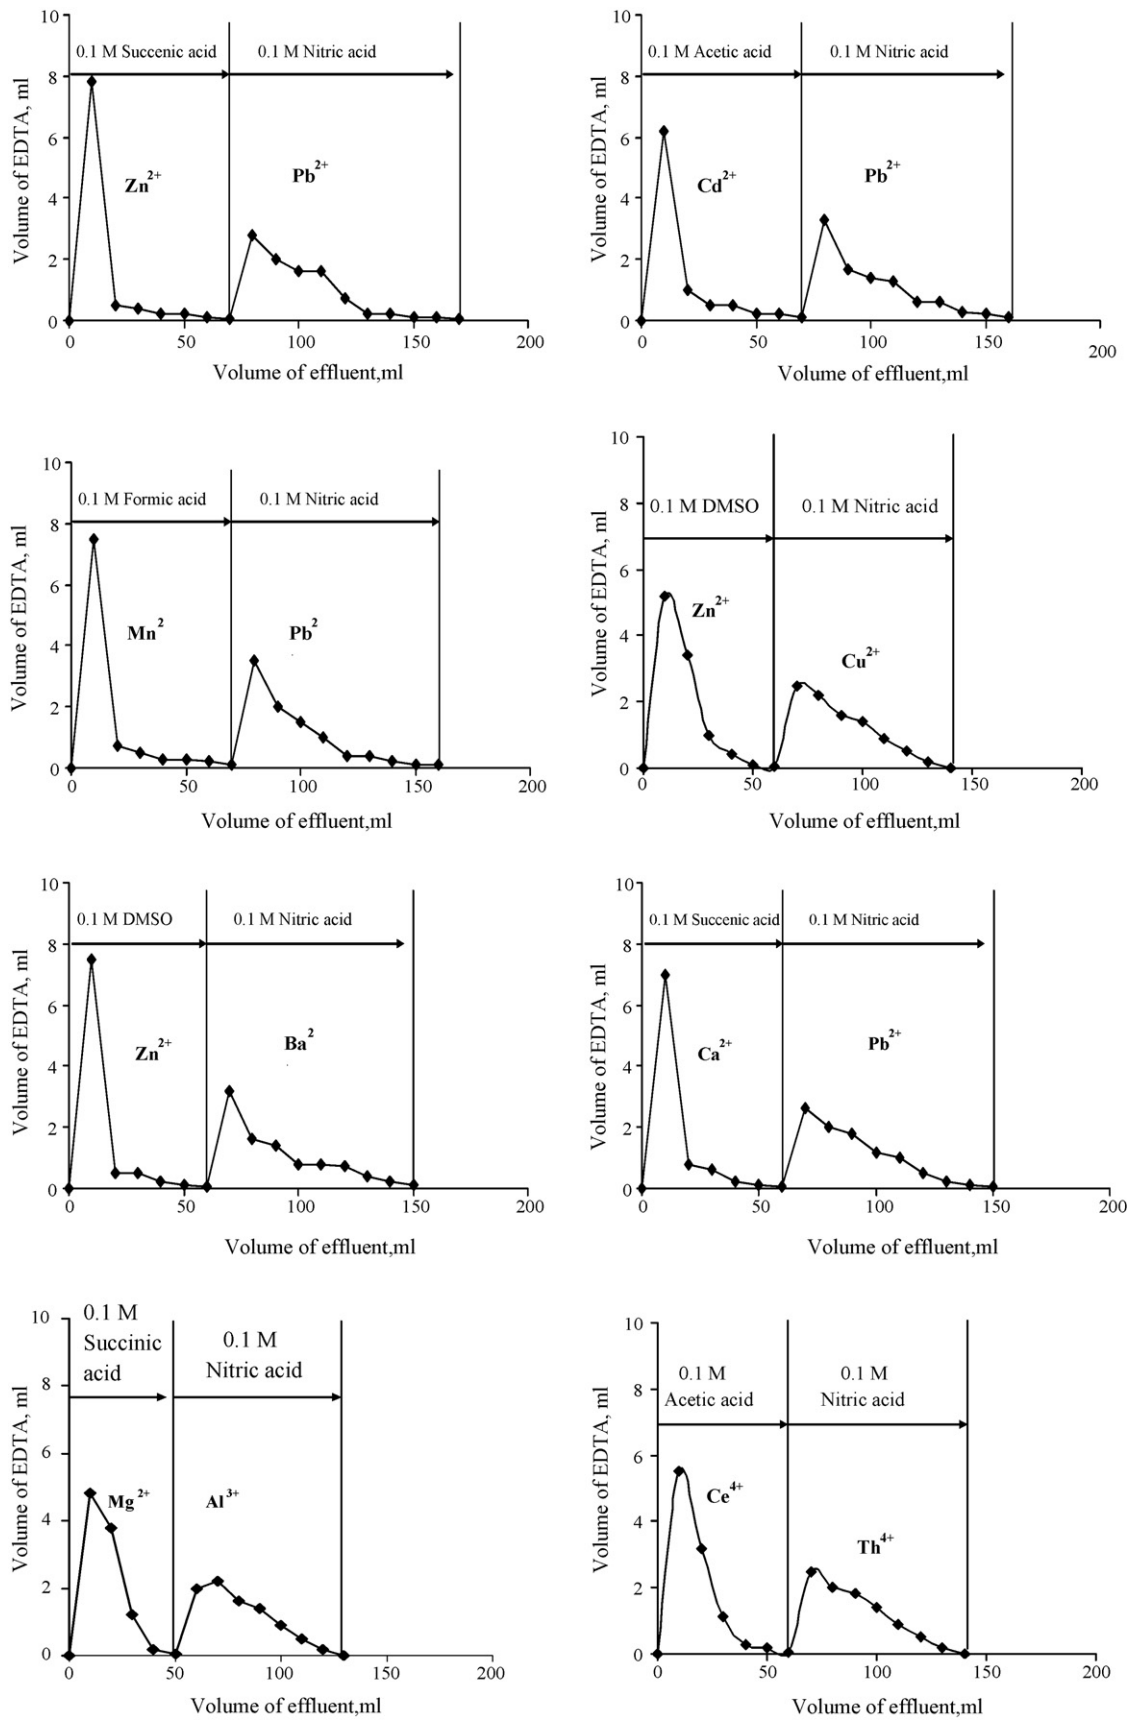 10
8
6
4
2
0
Volume of EDTA, ml
0.1 M Succenic acid
0.1 M Nitric acid
Zn2+
Pb2+
0
50
100
150
200
Volume of effluent,ml
10
8
6
4
2
0
Volume of EDTA, ml
0.1 M Acetic acid
0.1 M Nitric acid
Cd2+
Pb2+
0
50
100
150
200
Volume of effluent,ml
10
8
6
4
2
0
Volume of EDTA, ml
0.1 M Formic acid
0.1 M Nitric acid
Mn2
Pb2
0
50
100
150
200
Volume of effluent,ml
10
8
6
4
2
0
Volume of EDTA, ml
0.1 M DMSO
0.1 M Nitric acid
Zn2+
Cu2+
0
50
100
150
200
Volume of effluent,ml
10
8
6
4
2
0
Volume of EDTA, ml
0.1 M DMSO
0.1 M Nitric acid
Zn2+
Ba2
0
50
100
150
200
Volume of effluent,ml
10
8
6
4
2
0
Volume of EDTA, ml
0.1 M Succenic acid
0.1 M Nitric acid
Ca2+
Pb2+
0
50
100
150
200
Volume of effluent,ml
10
8
6
4
2
0
Volume of EDTA, ml
0.1 M
Succinic
acid
0.1 M
Nitric acid
Mg 2+
Al3+
0
50
100
150
200
Volume of effluent,ml
10
8
6
4
2
0
Volume of EDTA, ml
0.1 M
Acetic acid
0.1 M
Nitric acid
Ce4+
Th4+
0
50
100
150
200
Volume of effluent,ml